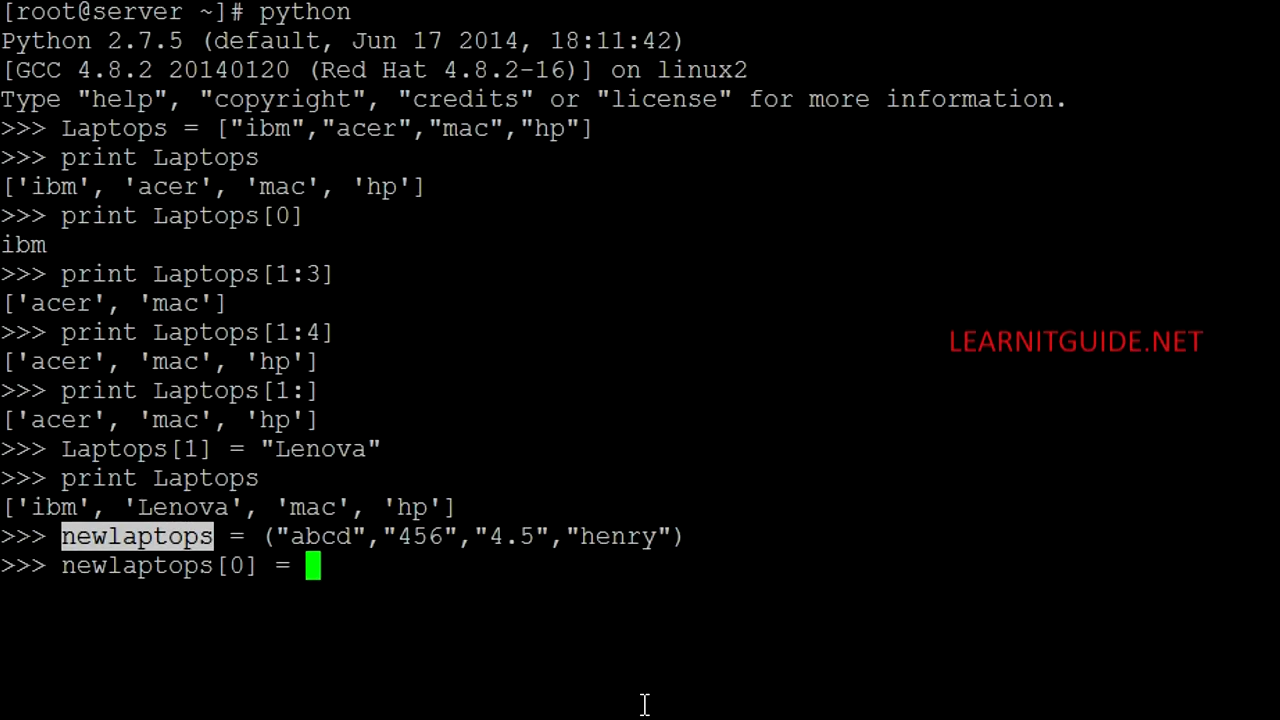 [root@server ~]# python
Python 2.7.5 (default, Jun 17 2014, 18:11:42)
[GCC 4.8.2 20140120 (Red Hat 4.8.2-16)] on linux2
Type "help", "copyright", "credits" or "license" for more information.
>>> Laptops = ["ibm","acer","mac","hp"]
>>> print Laptops
['ibm', 'acer', 'mac', 'hp']
>>> print Laptops[0]
ibm
>>> print Laptops[1:3]
['acer', 'mac']
>>> print Laptops[1:4]
LEARNITGUIDE.NET
['acer', 'mac', 'hp']
>>> print Laptops[1:]
['acer', 'mac', 'hp']
>>> Laptops[1] = "Lenova"
>>> print Laptops
['ibm', 'Lenova', 'mac', 'hp']
>>> newlaptops = ("abcd","456","4.5","henry")
>>> newlaptops[0] =